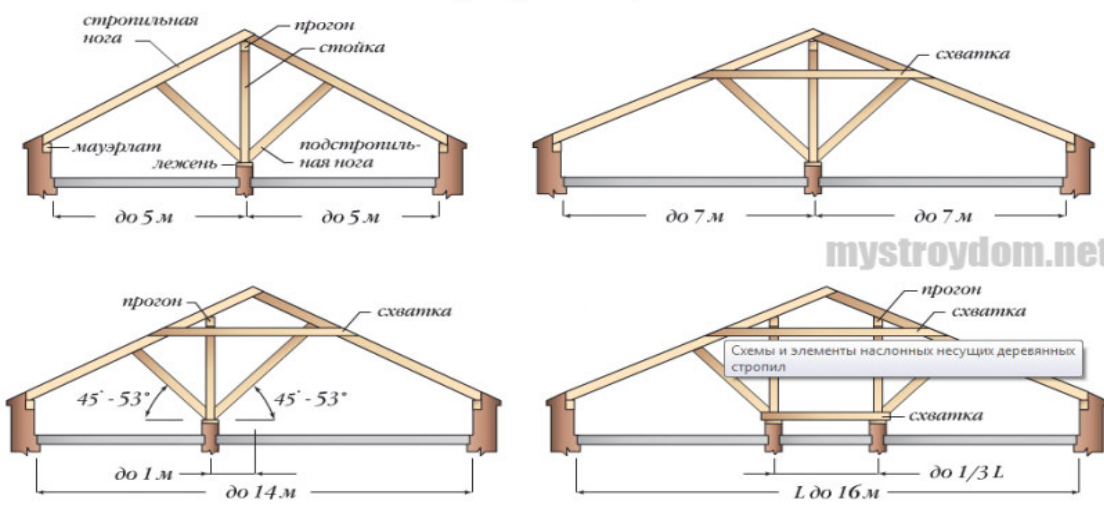 стропильная
нога
прогон
стойка
мауэрлат
лежень
подстропиль-
ная нога
до 5 м
до 5 м
схватка
до 7 м
до 7 м
mystroydom.net
прогон
схватка
45° - 53°
45° - 53°
до 1 м
до 14 м
прогон
схватка
Схемы и элементы наслонных несущих деревянных
стропил
схватка
до 1/3 L
L до 16 м